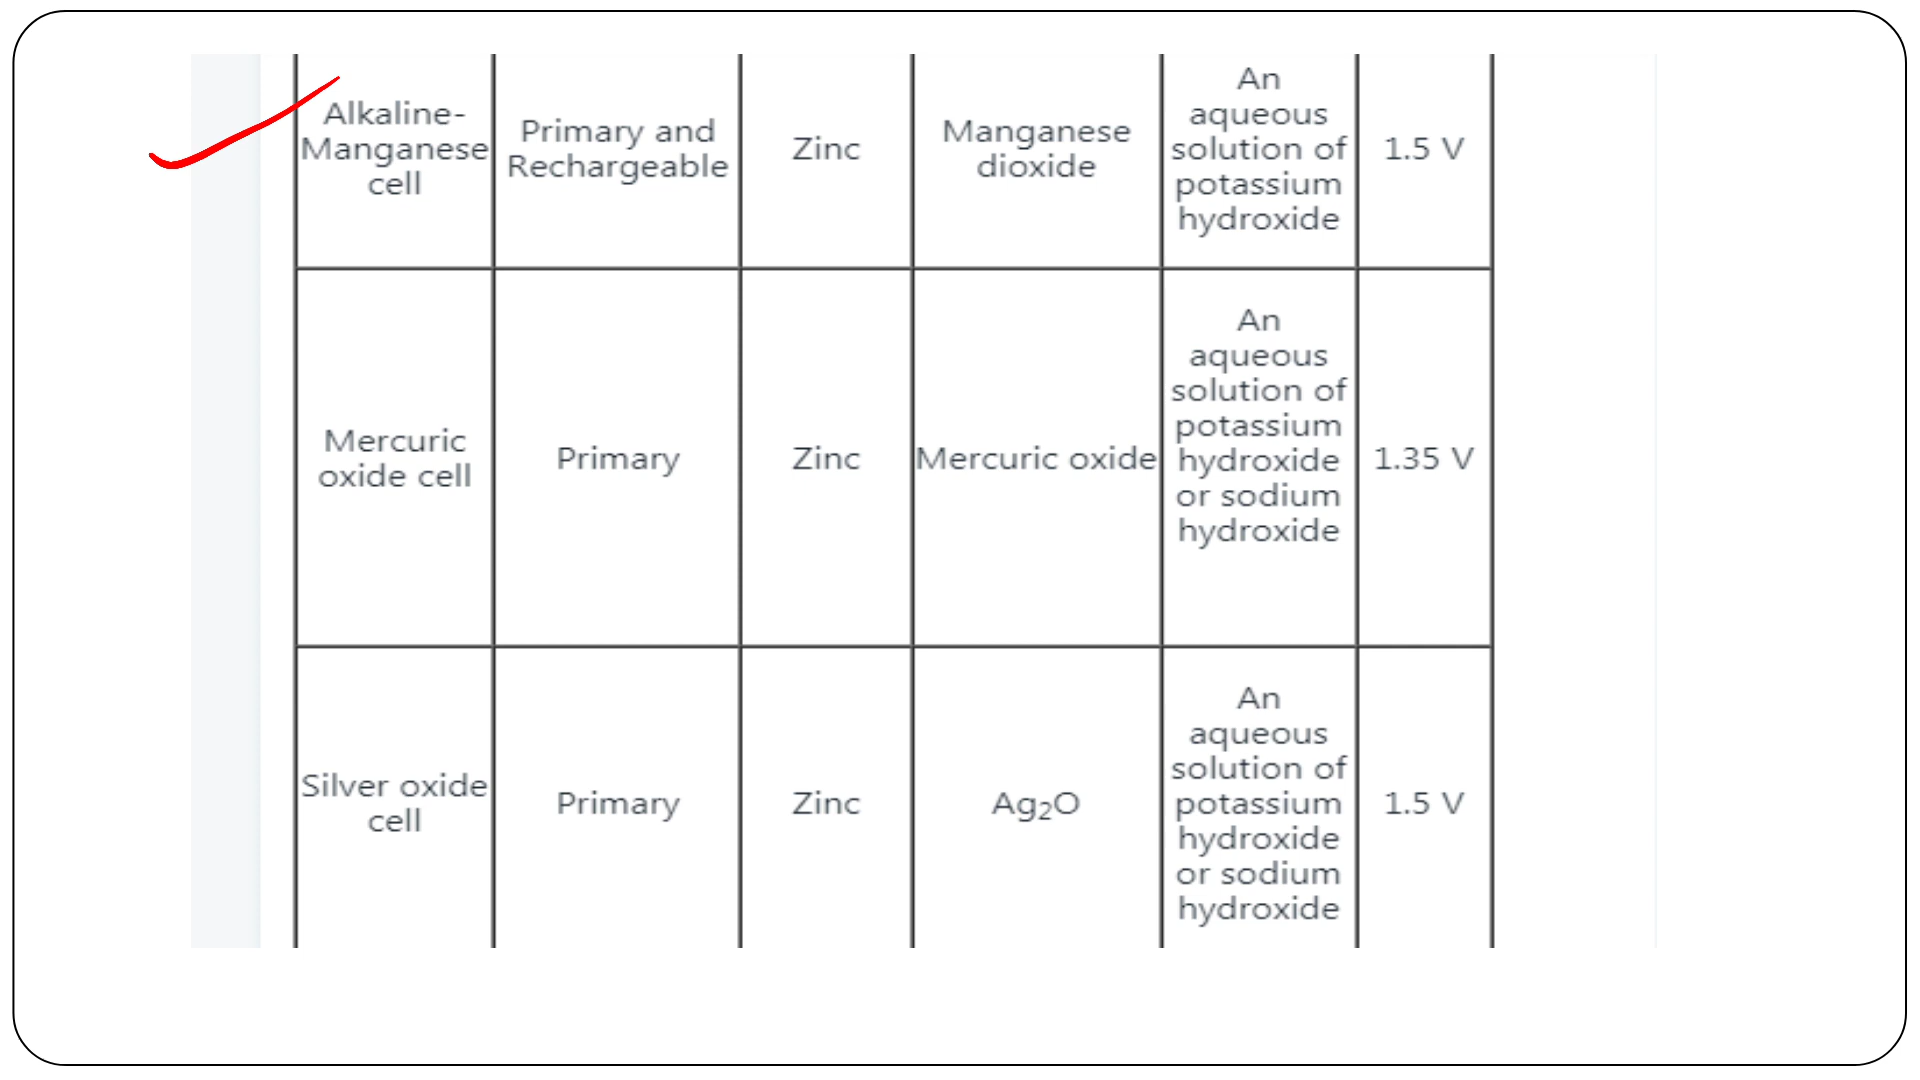 Alkaline-
Manganese
cell
Primary and
Rechargeable
Zinc
Manganese
dioxide
An
aqueous
solution of
potassium
hydroxide
1.5 V
Mercuric
oxide cell
Primary
Zinc
Mercuric oxide
An
aqueous
solution of
potassium
hydroxide
or sodium
hydroxide
1.35 V
Silver oxide
cell
Primary
Zinc
Ag₂O
An
aqueous
solution of
potassium
hydroxide
or sodium
hydroxide
1.5 V